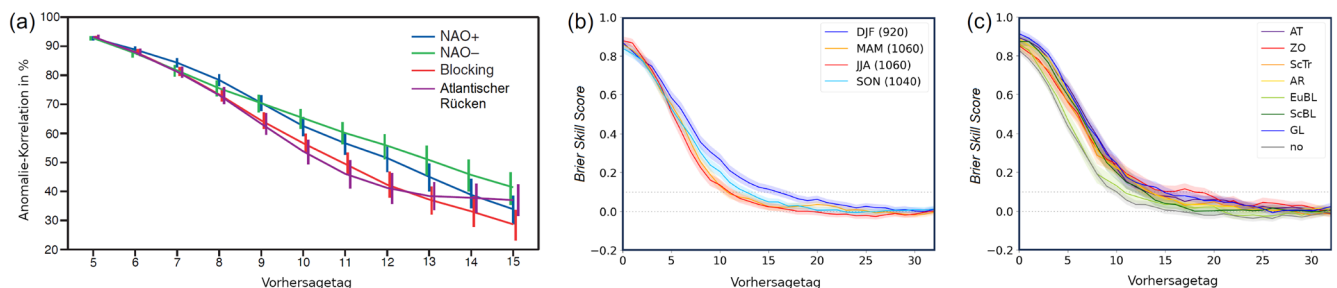 (a)
100
90
80
70
60
50
40
30
20
Anomalie-Korrelation in %
NAO+
NAO–
Blocking
Atlantischer
Rücken
5 6 7 8 9 10 11 12 13 14 15
Vorhersagetag
(b)
1.0
0.8
0.6
0.4
0.2
0.0
−0.2
Brier Skill Score
DJF (920)
MAM (1060)
JJA (1060)
SON (1040)
0 5 10 15 20 25 30
Vorhersagetag
(c)
1.0
0.8
0.6
0.4
0.2
0.0
−0.2
Brier Skill Score
AT
ZO
ScTr
AR
EuBL
ScBL
GL
no
0 5 10 15 20 25 30
Vorhersagetag